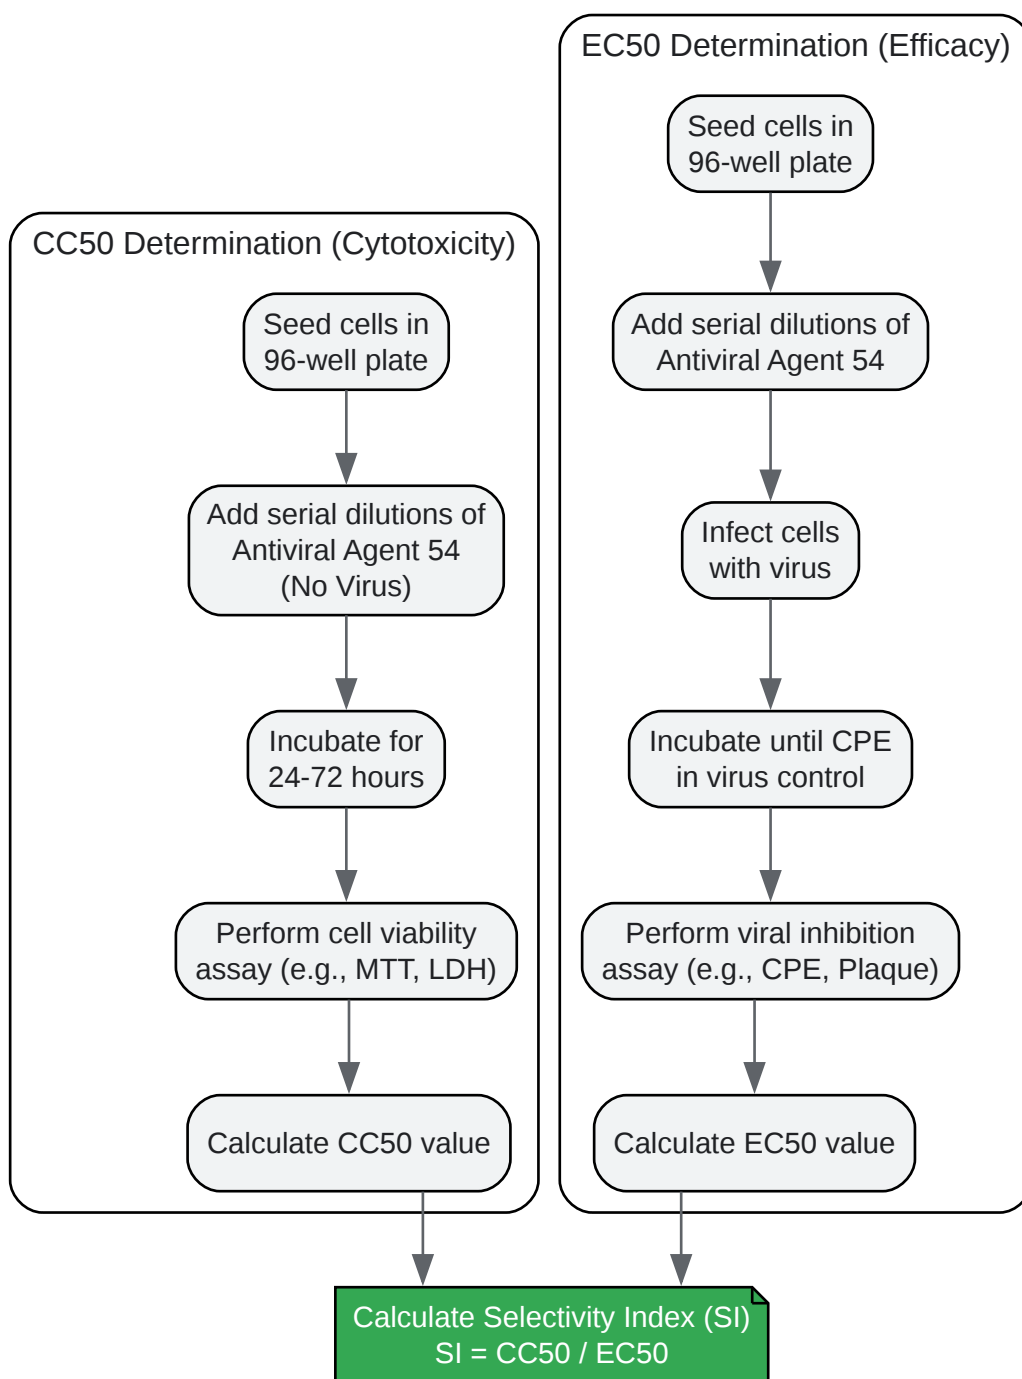 CC50 Determination (Cytotoxicity)
Seed cells in
96-well plate
Add serial dilutions of
Antiviral Agent 54
(No Virus)
Incubate for
24-72 hours
Perform cell viability
assay (e.g., MTT, LDH)
Calculate CC50 value
EC50 Determination (Efficacy)
Seed cells in
96-well plate
Add serial dilutions of
Antiviral Agent 54
Infect cells
with virus
Incubate until CPE
in virus control
Perform viral inhibition
assay (e.g., CPE, Plaque)
Calculate EC50 value
Calculate Selectivity Index (SI)
SI = CC50 / EC50